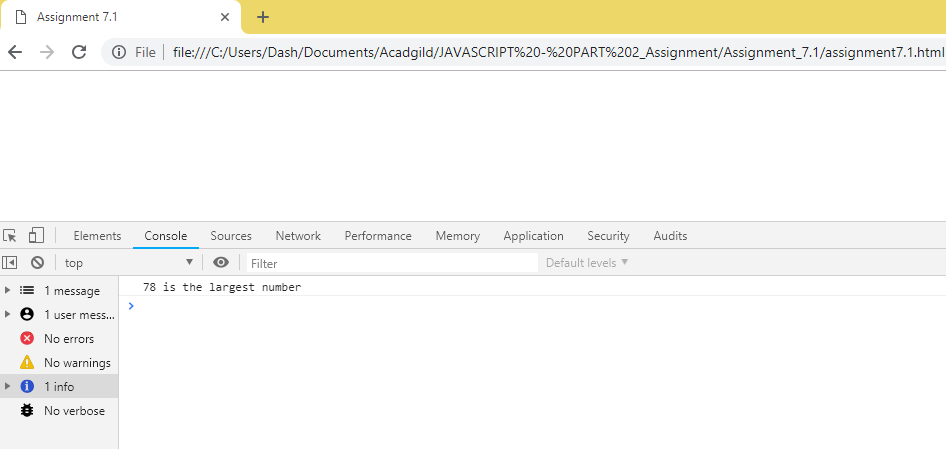 Assignment 7.1
File file:///C:/Users/Dash/Documents/Acadgild/JAVASCRIPT%20-%20PART%202_Assignment/Assignment_7.1/assignment7.1.html
Elements Console Sources Network Performance Memory Application Security Audits
top Filter Default levels
1 message
78 is the largest number
1 user mess...
No errors
No warnings
1 info
No verbose